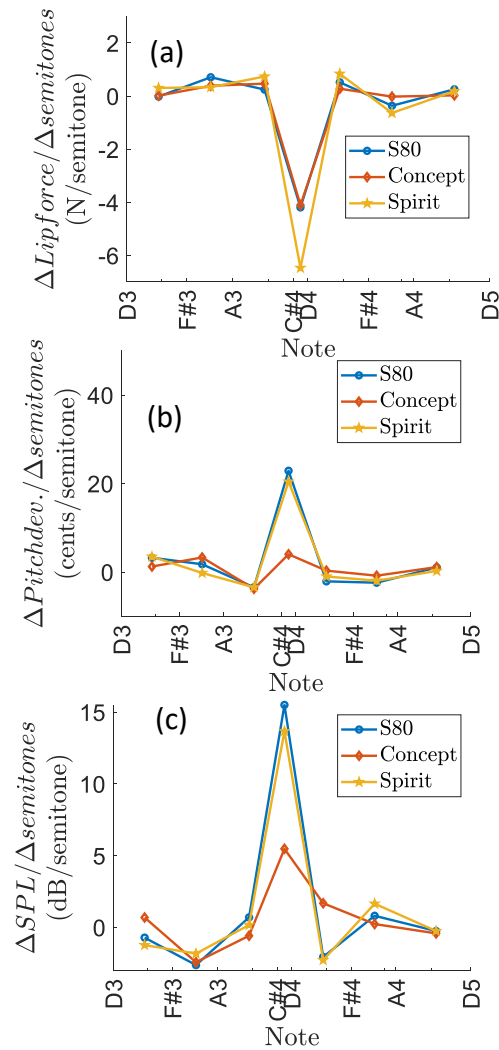 (a)
2
0
-2
-4
-6
ΔLipforce/Δsemitones
(N/semitone)
S80
Concept
Spirit
D3
F#3
A3
C#4
D4
F#4
A4
D5
Note
(b)
40
20
0
ΔPitchdev./Δsemitones
(cents/semitone)
S80
Concept
Spirit
D3
F#3
A3
C#4
D4
F#4
A4
D5
Note
(c)
15
10
5
0
ΔSPL/Δsemitones
(dB/semitone)
S80
Concept
Spirit
D3
F#3
A3
C#4
D4
F#4
A4
D5
Note